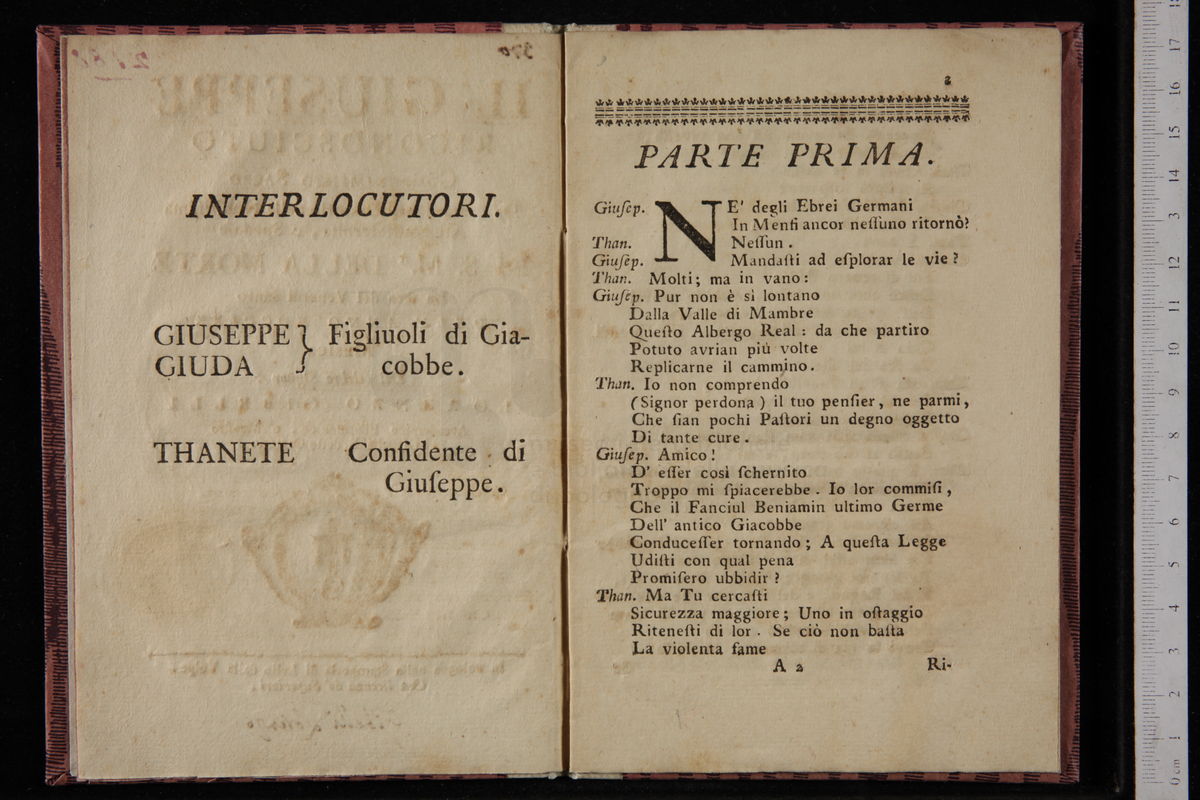 370
INTERLOCUTORI.
GIUSEPPE } Figliuoli di Gia-
GIUDA cobbe.
THANETE Confidente di
Giuſeppe.
3
PARTE PRIMA.
Giuſep. NE' degli Ebrei Germani
In Menfi ancor neſſuno ritornò?
Than. Neſſun.
Giuſep. Mandaſti ad eſplorar le vie?
Than. Molti; ma in vano:
Giuſep. Pur non è sì lontano
Dalla Valle di Mambre
Queſto Albergo Real: da che partiro
Potuto avrian più volte
Replicarne il cammino.
Than. Io non comprendo
(Signor perdona) il tuo penſier, ne parmi,
Che ſian pochi Paſtori un degno oggetto
Di tante cure.
Giuſep. Amico!
D' eſſer così ſchernito
Troppo mi ſpiacerebbe. Io lor commiſi,
Che il Fanciul Beniamin ultimo Germe
Dell' antico Giacobbe
Conduceſſer tornando; A queſta Legge
Udiſti con qual pena
Promiſero ubbidir?
Than. Ma Tu cercaſti
Sicurezza maggiore; Uno in oſtaggio
Riteneſti di lor. Se ciò non baſta
La violenta fame
A 2 Ri-